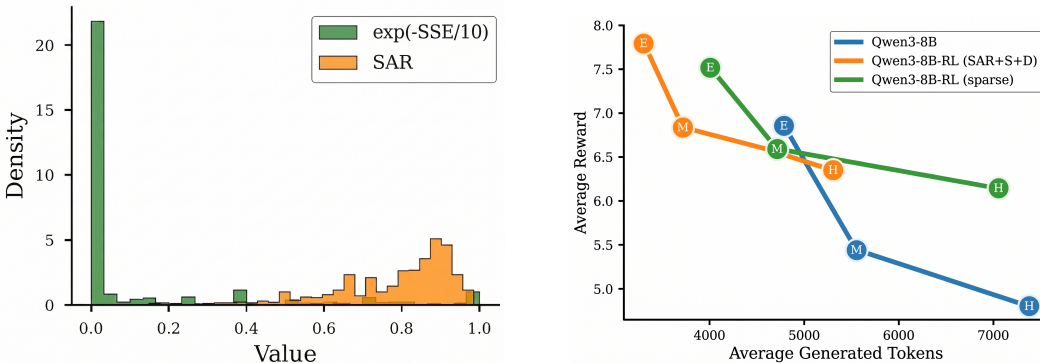 exp(-SSE/10)
SAR
20
15
10
5
0
Density
0.0 0.2 0.4 0.6 0.8 1.0
Value
Qwen3-8B
Qwen3-8B-RL (SAR+S+D)
Qwen3-8B-RL (sparse)
8.0
7.5
7.0
6.5
6.0
5.5
5.0
Average Reward
E
M
H
E
M
H
E
M
H
4000 5000 6000 7000
Average Generated Tokens